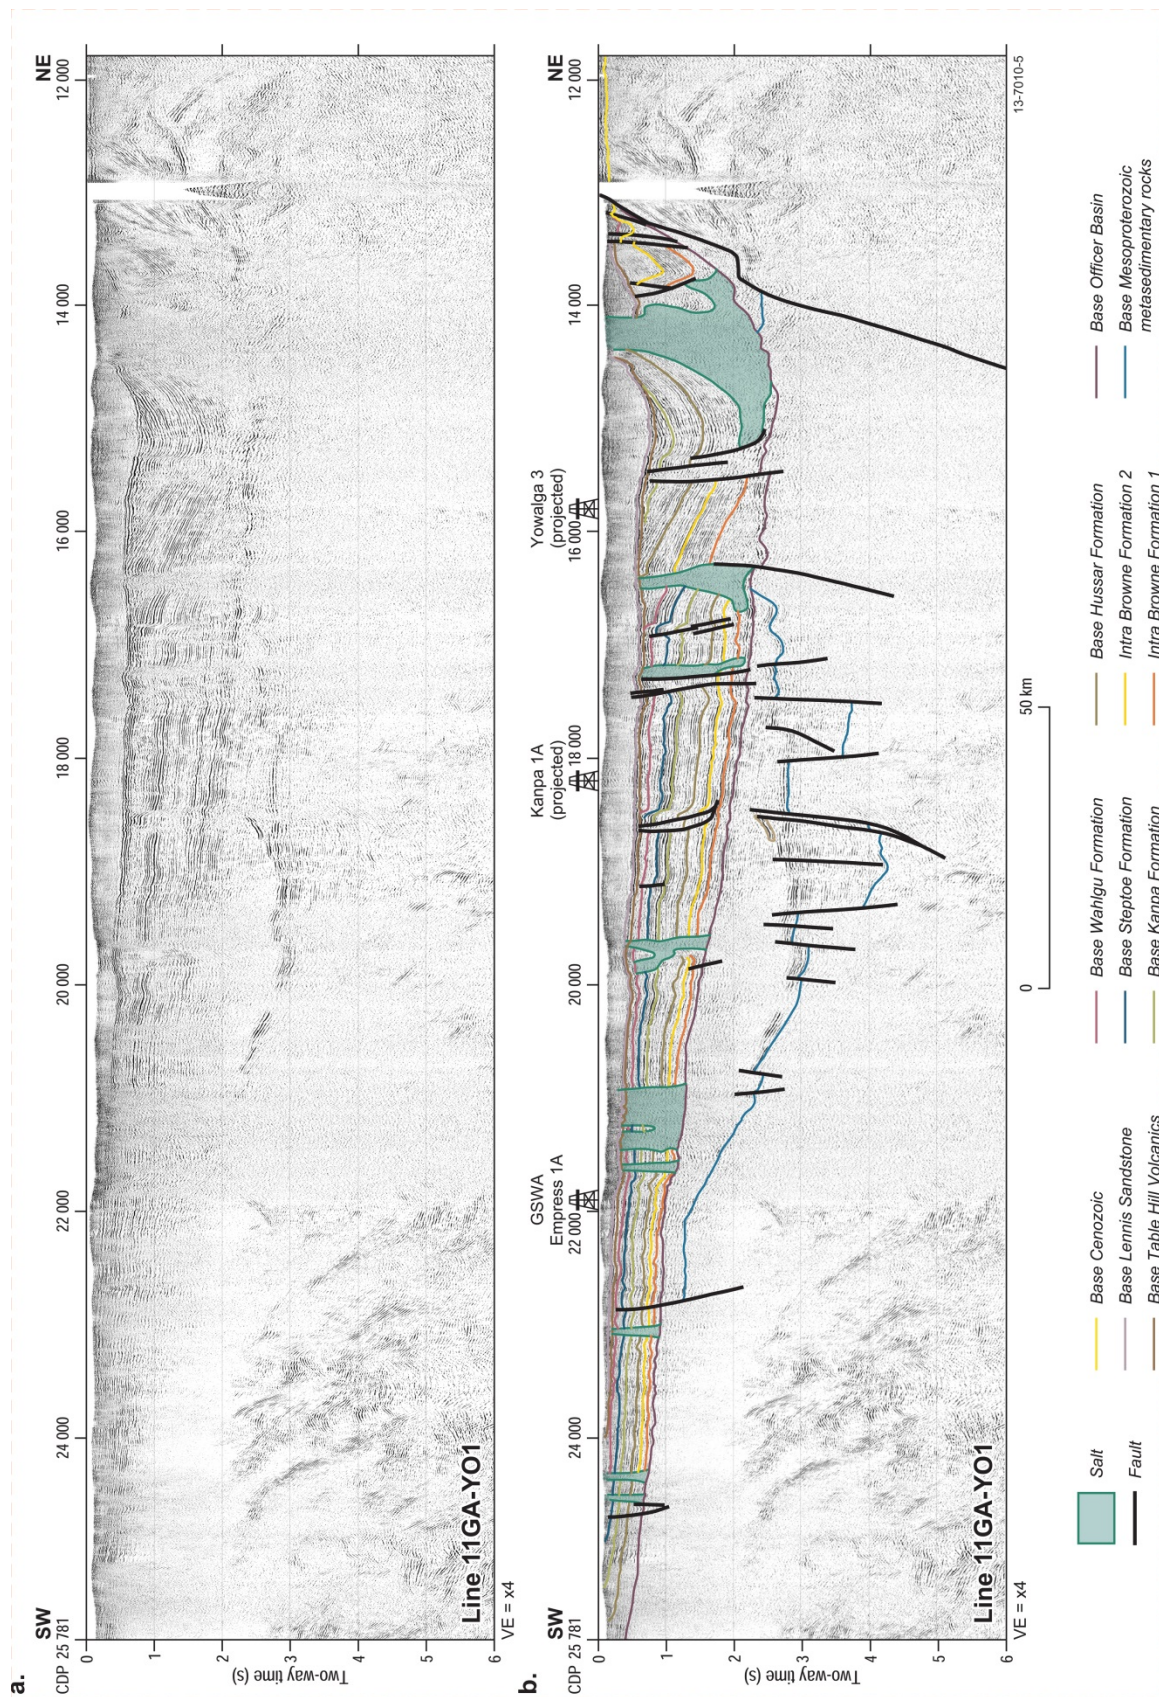 a.
SW
NE
CDP 25 781
24 000
22 000
20 000
18 000
16 000
14 000
12 000
0
1
2
3
4
5
6
Two-way time (s)
Line 11GA-YO1
VE = x4
b.
GSWA
Empress 1A
Kanpa 1A
(projected)
Yowalga 3
(projected)
SW
NE
CDP 25 781
24 000
22 000
20 000
18 000
16 000
14 000
12 000
0
1
2
3
4
5
6
Two-way time (s)
Line 11GA-YO1
VE = x4
0
50 km
13-7010-5
Salt
Fault
Base Cenozoic
Base Lennis Sandstone
Base Table Hill Volcanics
Base Wahlgu Formation
Base Steptoe Formation
Base Kanpa Formation
Base Hussar Formation
Intra Browne Formation 2
Intra Browne Formation 1
Base Officer Basin
Base Mesoproterozoic
metasedimentary rocks